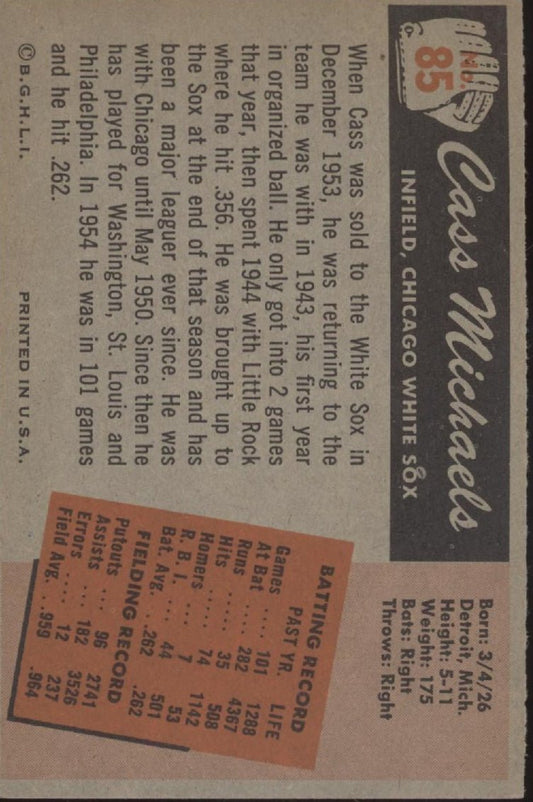 No.
85
Cass Michaels
INFIELD, CHICAGO WHITE SOX
Born: 3/4/26
Detroit, Mich.
Height: 5-11
Weight: 175
Bats: Right
Throws: Right
When Cass was sold to the White Sox in
December 1953, he was returning to the
team he was with in 1943, his first year
in organized ball. He only got into 2 games
that year, then spent 1944 with Little Rock
where he hit .356. He was brought up to
the Sox at the end of that season and has
been a major leaguer ever since. He was
with Chicago until May 1950. Since then he
has played for Washington, St. Louis and
Philadelphia. In 1954 he was in 101 games
and he hit .262.
BATTING RECORD
PAST YR. LIFE
Games .... 101 1288
At Bat ..... 282 4367
Runs ..... 35 508
Hits ..... 74 1142
Homers .... 7 53
R. B. I. .... 44 501
Bat. Avg. .. .262 .262
FIELDING RECORD
Putouts .... 96 2741
Assists .... 182 3526
Errors .... 12 237
Field Avg. .. .959 .964
©B.G.H.L.I. PRINTED IN U.S.A.